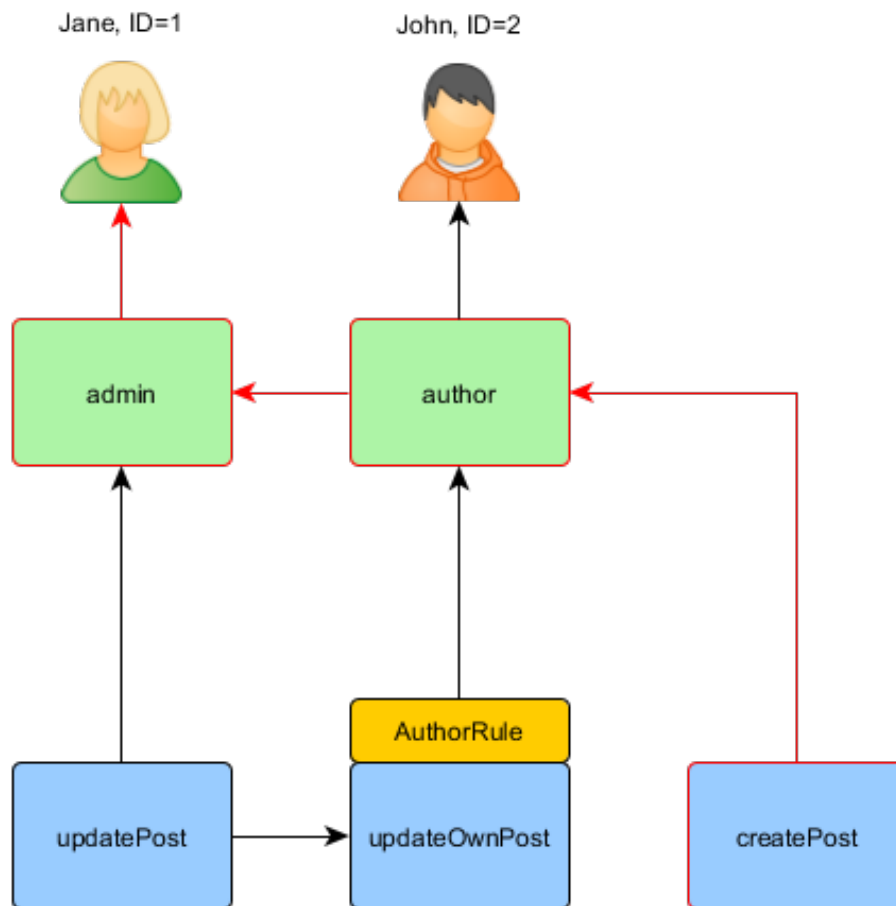 Jane, ID=1
John, ID=2
admin
author
AuthorRule
updatePost
updateOwnPost
createPost